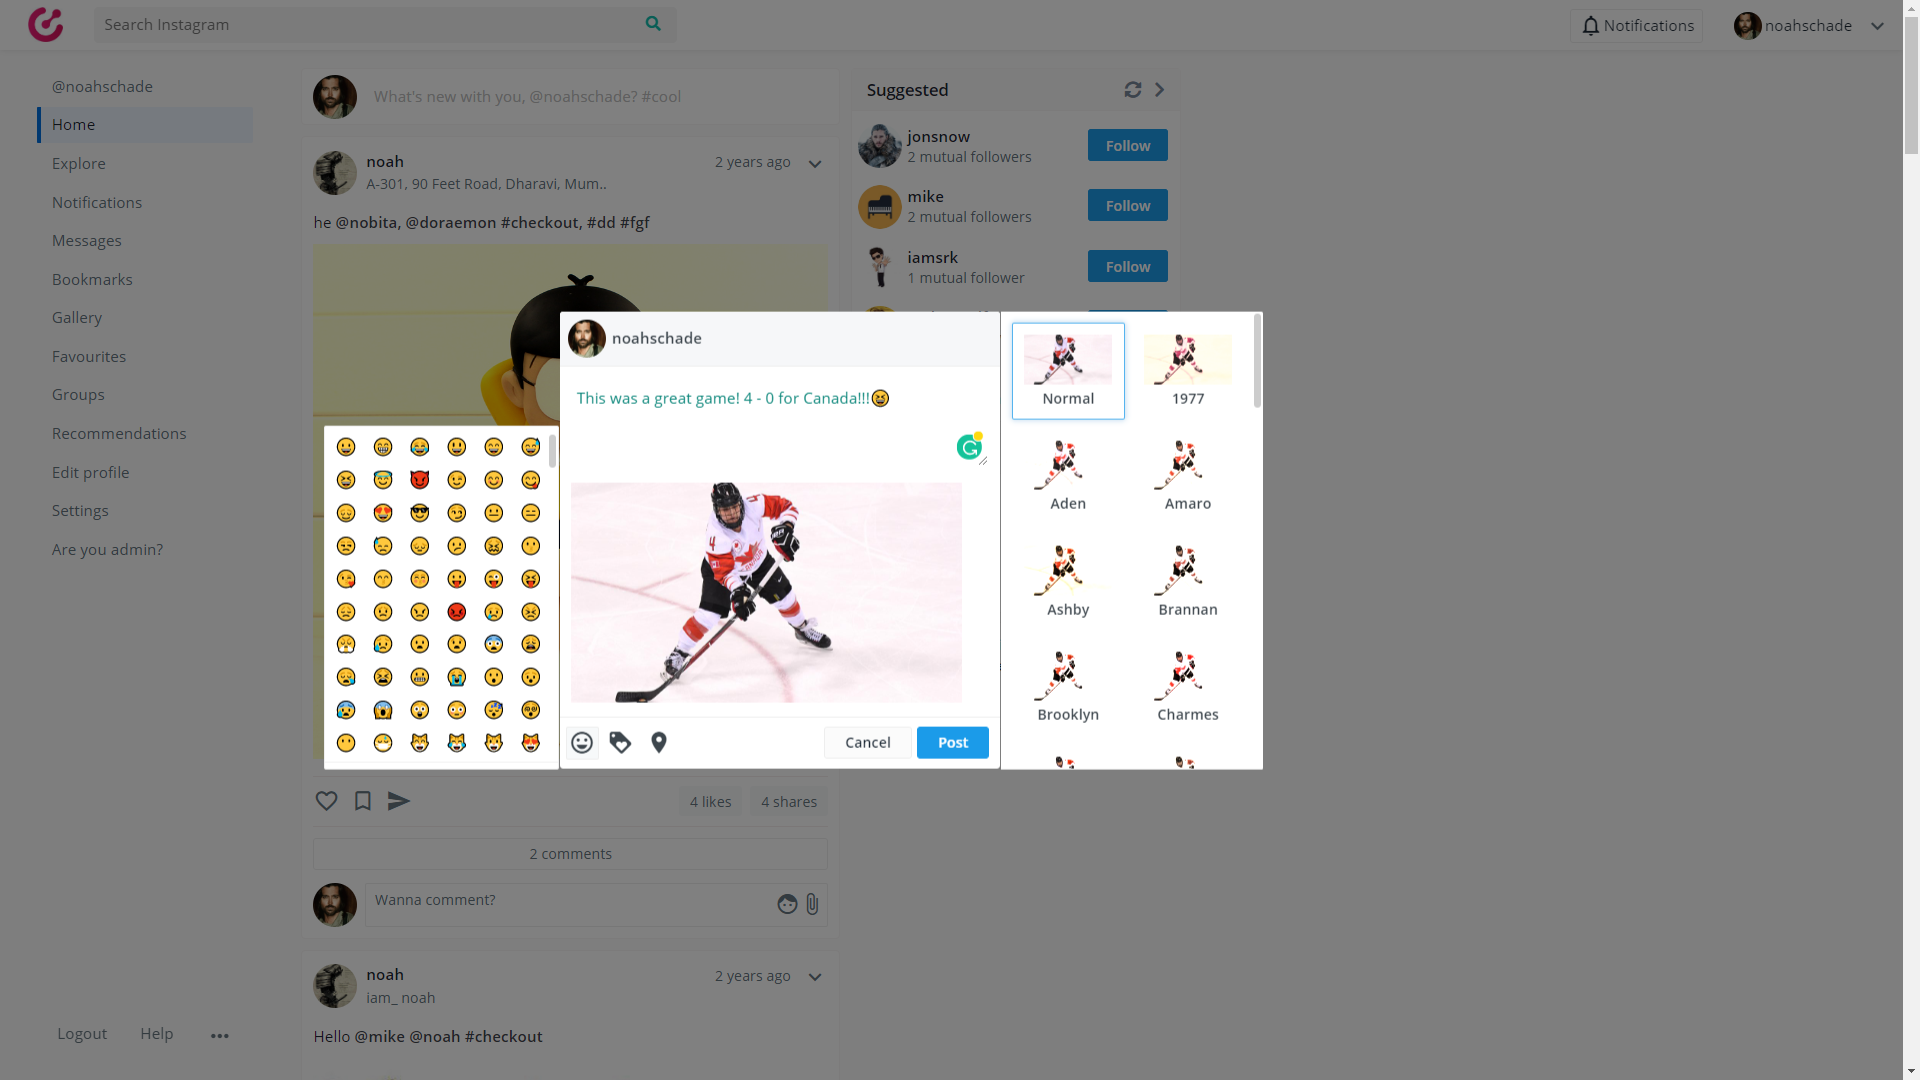 Search Instagram
Notifications
noahschade
@noahschade
Home
Explore
Notifications
Messages
Bookmarks
Gallery
Favourites
Groups
Recommendations
Edit profile
Settings
Are you admin?
Logout
Help
What's new with you, @noahschade? #cool
noah
2 years ago
A-301, 90 Feet Road, Dharavi, Mum..
he @nobita, @doraemon #checkout, #dd #fgf
4 likes
4 shares
2 comments
Wanna comment?
noah
2 years ago
iam_ noah
Hello @mike @noah #checkout
Suggested
jonsnow
2 mutual followers
Follow
mike
2 mutual followers
Follow
iamsrk
1 mutual follower
Follow
noahschade
This was a great game! 4 - 0 for Canada!!!😆
4
CANADA
Cancel
Post
Normal
1977
Aden
Amaro
Ashby
Brannan
Brooklyn
Charmes